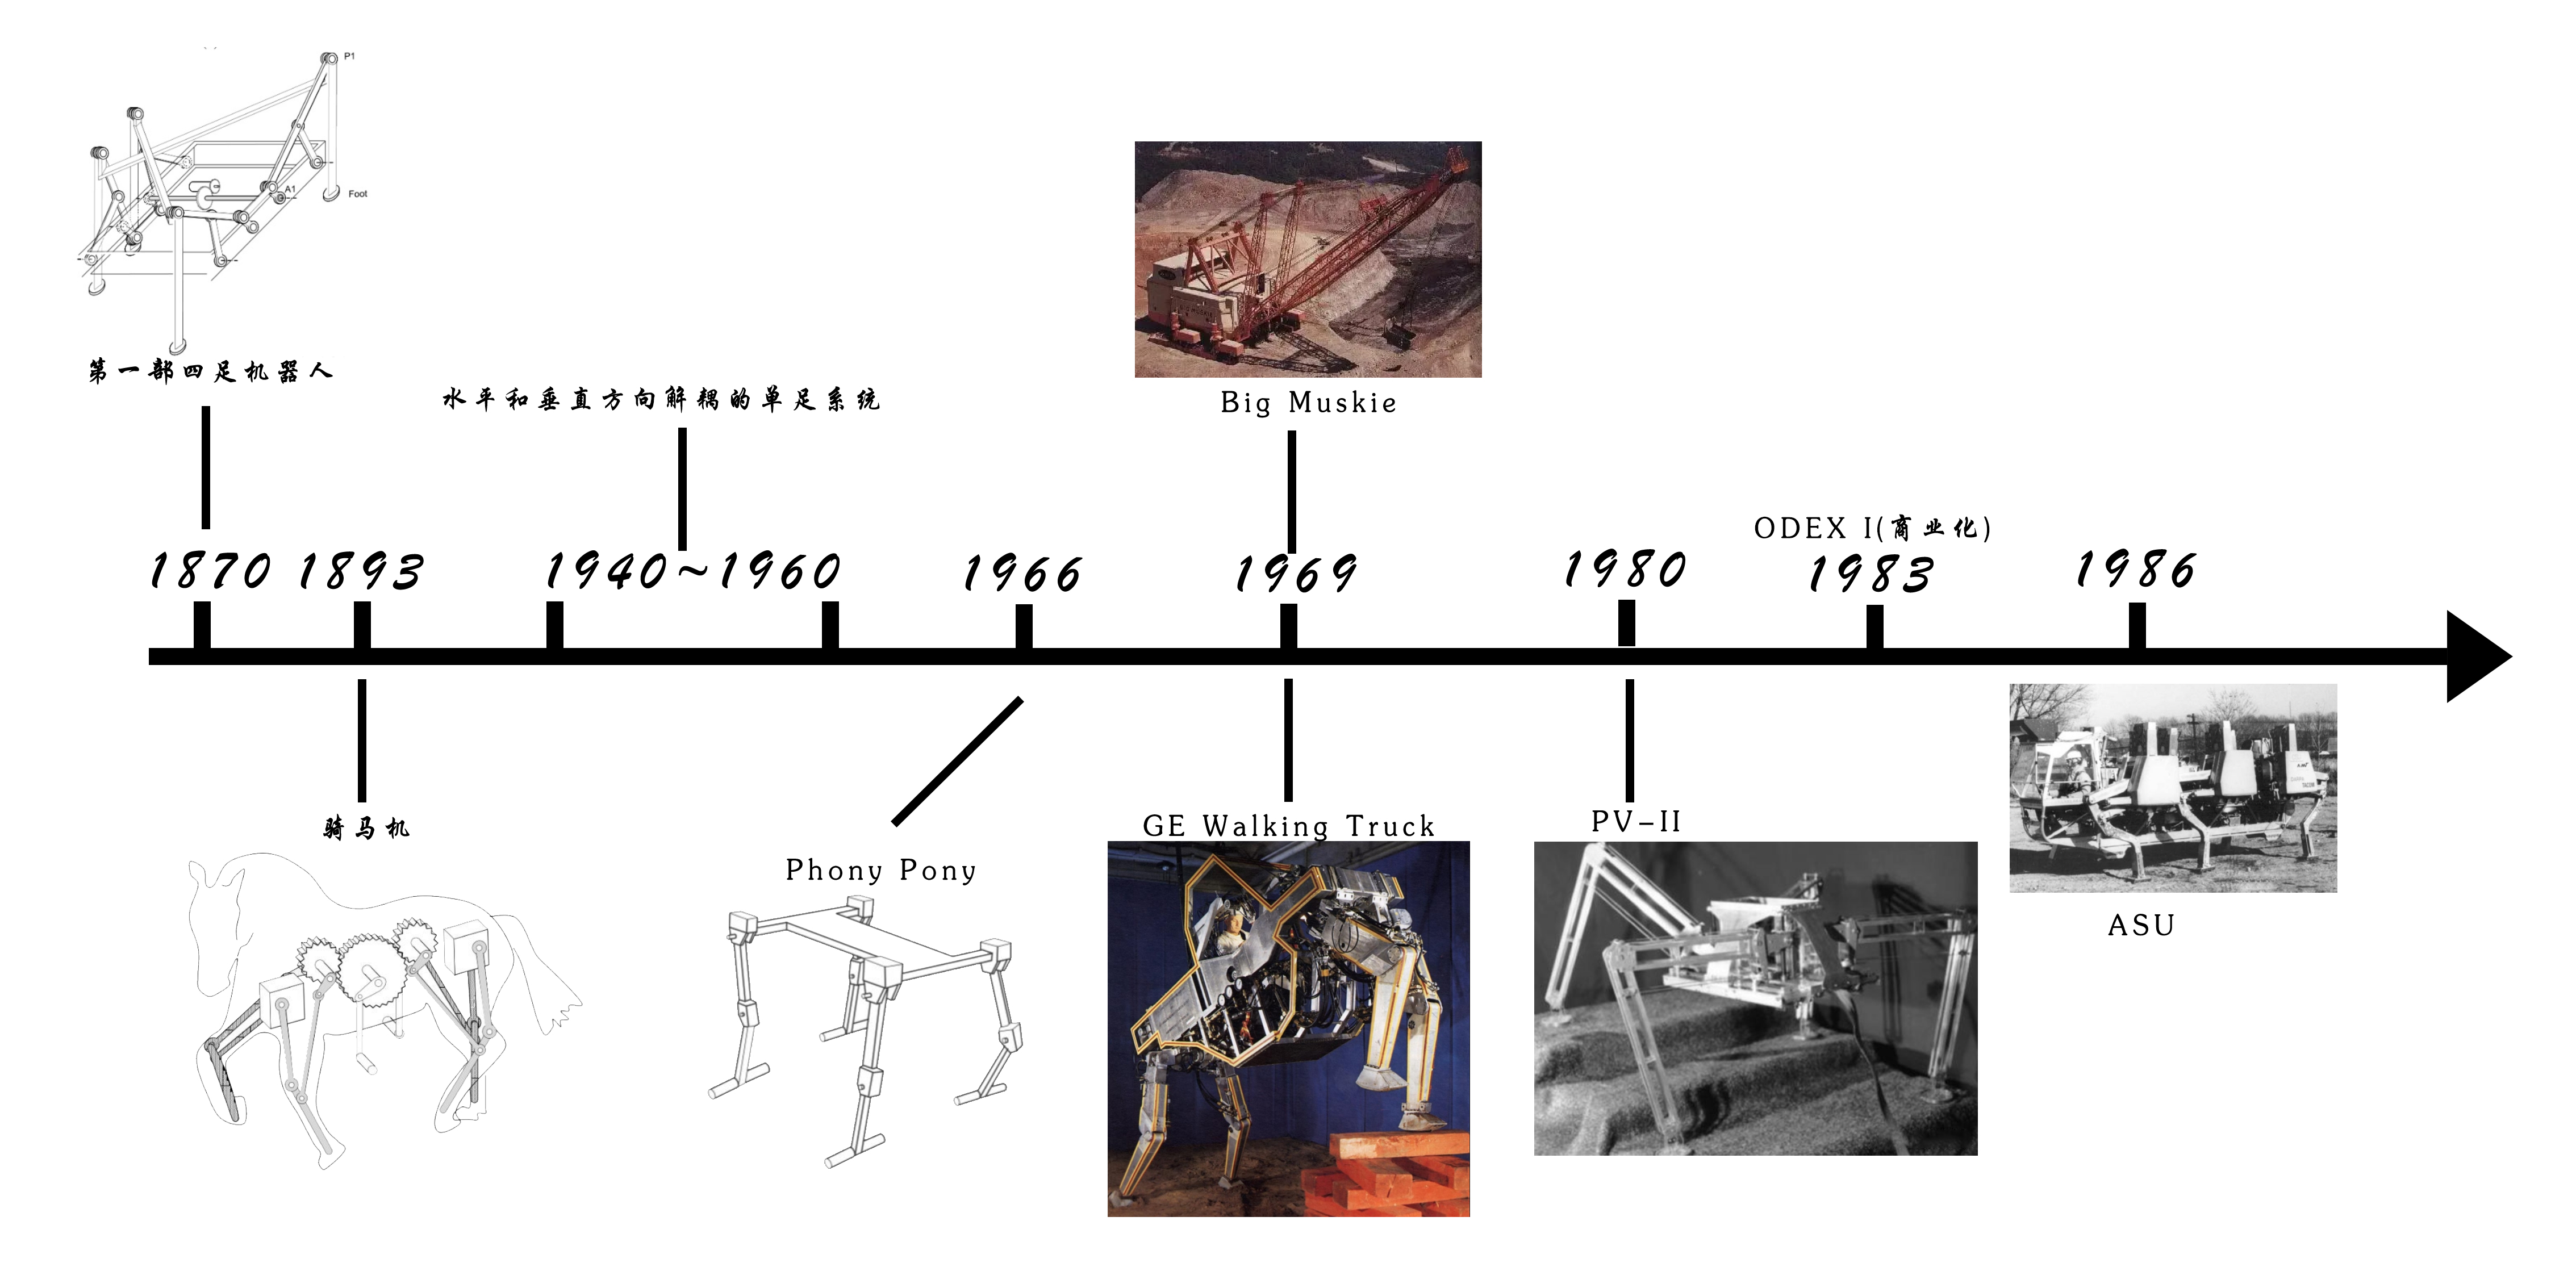 P1
A1
Foot
第一部四足机器人
水平和垂直方向解耦的单足系统
Big Muskie
ODEX I(商业化)
1870 1893 1940~1960 1966 1969 1980 1983 1986
骑马机
Phony Pony
GE Walking Truck
PV-II
ASU